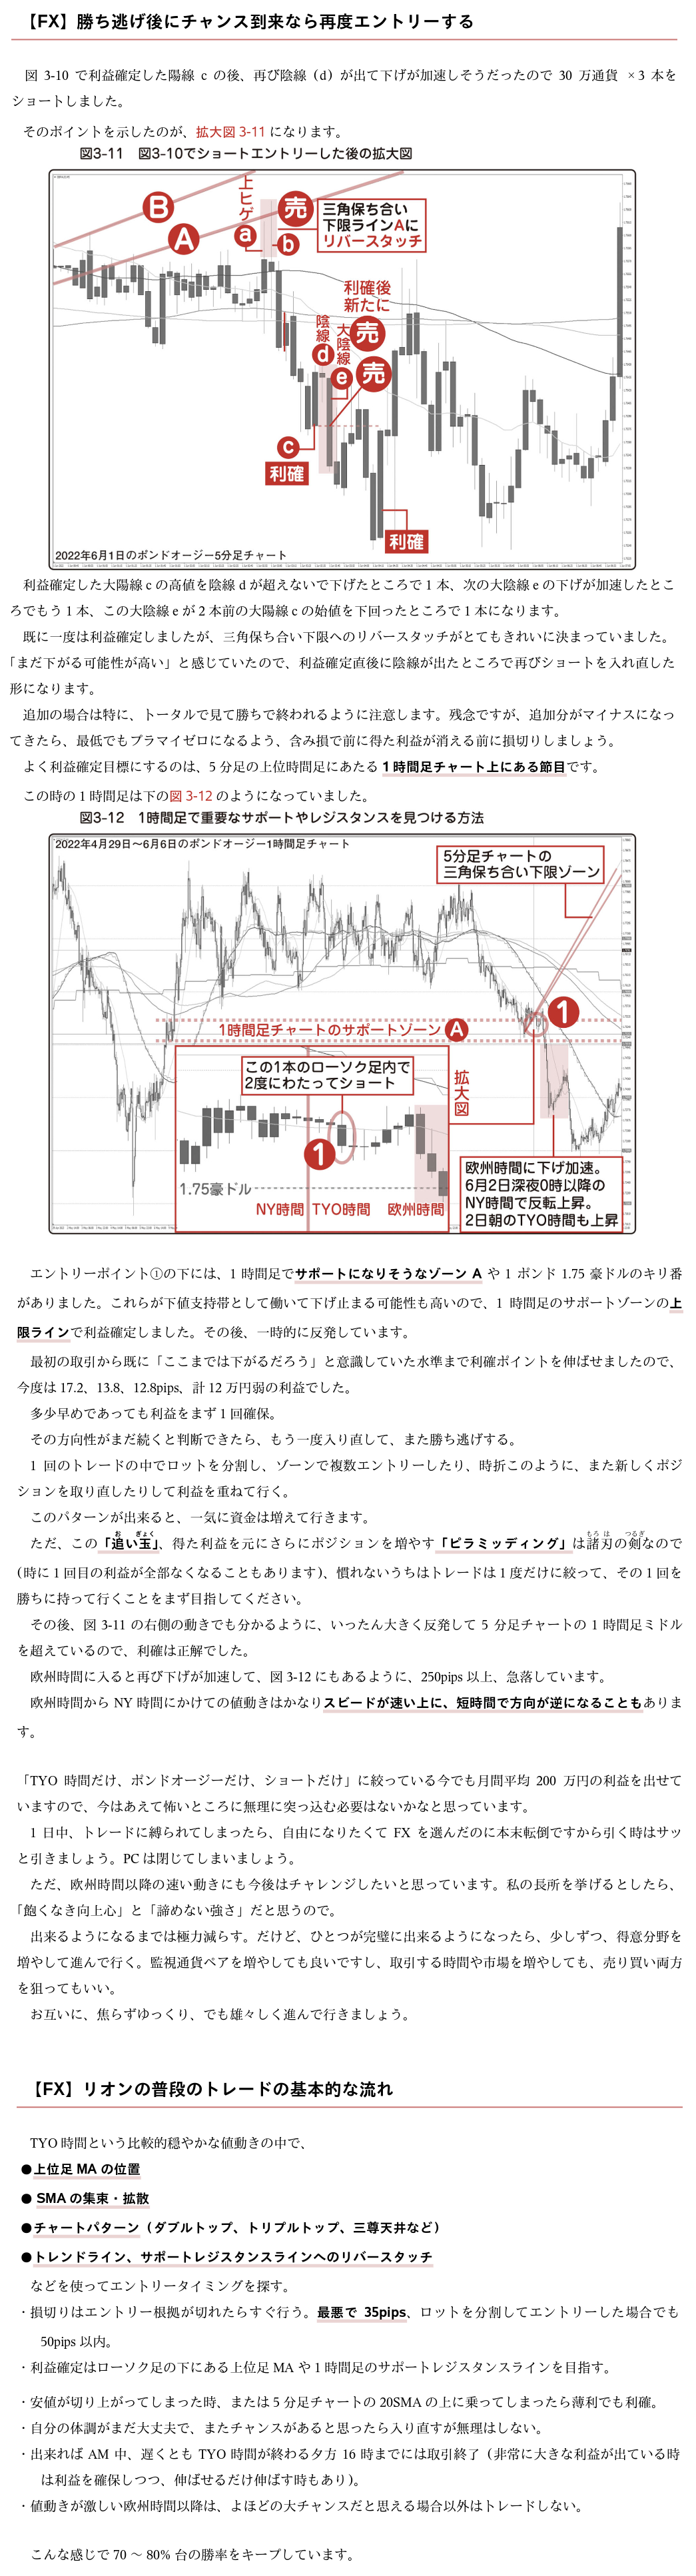 【FX】勝ち逃げ後にチャンス到来なら再度エントリーする
図 3-10 で利益確定した陽線 c の後、再び陰線（d）が出て下げが加速しそうだったので 30 万通貨 ×3 本を
ショートしました。
そのポイントを示したのが、拡大図 3-11 になります。
図3-11 図3-10でショートエントリーした後の拡大図
上ヒゲ
B
A
a
売
b
三角保ち合い
下限ラインAに
リバースタッチ
利確後
新たに
陰線
d
大陰線
売
e
売
c
利確
利確
2022年6月1日のポンドオージー5分足チャート
利益確定した大陽線 c の高値を陰線 d が超えないで下げたところで 1 本、次の大陰線 e の下げが加速したとこ
ろでもう 1 本、この大陰線 e が 2 本前の大陽線 c の始値を下回ったところで 1 本になります。
既に一度は利益確定しましたが、三角保ち合い下限へのリバースタッチがとてもきれいに決まっていました。
「まだ下がる可能性が高い」と感じていたので、利益確定直後に陰線が出たところで再びショートを入れ直した
形になります。
追加の場合は特に、トータルで見て勝ちで終われるように注意します。残念ですが、追加分がマイナスになっ
てきたら、最低でもプラマイゼロになるよう、含み損で前に得た利益が消える前に損切りしましょう。
よく利益確定目標にするのは、5 分足の上位時間足にあたる 1 時間足チャート上にある節目です。
この時の 1 時間足は下の図 3-12 のようになっていました。
図3-12 1時間足で重要なサポートやレジスタンスを見つける方法
2022年4月29日〜6月6日のポンドオージー1時間足チャート
5分足チャートの
三角保ち合い下限ゾーン
1
1時間足チャートのサポートゾーン A
この1本のローソク足内で
2度にわたってショート
拡大図
1
1.75豪ドル
NY時間 TYO時間 欧州時間
欧州時間に下げ加速。
6月2日深夜0時以降の
NY時間で反転上昇。
2日朝のTYO時間も上昇
エントリーポイント①の下には、1 時間足でサポートになりそうなゾーン A や 1 ポンド 1.75 豪ドルのキリ番
がありました。これらが下値支持帯として働いて下げ止まる可能性も高いので、1 時間足のサポートゾーンの上
限ラインで利益確定しました。その後、一時的に反発しています。
最初の取引から既に「ここまでは下がるだろう」と意識していた水準まで利確ポイントを伸ばせましたので、
今度は 17.2、13.8、12.8pips、計 12 万円弱の利益でした。
多少早めであっても利益をまず 1 回確保。
その方向性がまだ続くと判断できたら、もう一度入り直して、また勝ち逃げする。
1 回のトレードの中でロットを分割し、ゾーンで複数エントリーしたり、時折このように、また新しくポジ
ションを取り直したりして利益を重ねて行く。
このパターンが出来ると、一気に資金は増えて行きます。
ただ、この「追い玉」、得た利益を元にさらにポジションを増やす「ピラミッディング」は諸刃の剣なので
(時に 1 回目の利益が全部なくなることもあります)、慣れないうちはトレードは 1 度だけに絞って、その 1 回を
勝ちに持って行くことをまず目指してください。
その後、図 3-11 の右側の動きでも分かるように、いったん大きく反発して 5 分足チャートの 1 時間足ミドル
を超えているので、利確は正解でした。
欧州時間に入ると再び下げが加速して、図 3-12 にもあるように、250pips 以上、急落しています。
欧州時間から NY 時間にかけての値動きはかなりスピードが速い上に、短時間で方向が逆になることもありま
す。
「TYO 時間だけ、ポンドオージーだけ、ショートだけ」に絞っている今でも月間平均 200 万円の利益を出せて
いますので、今はあえて怖いところに無理に突っ込む必要はないかなと思っています。
1 日中、トレードに縛られてしまったら、自由になりたくて FX を選んだのに本末転倒ですから引く時はサッ
と引きましょう。PC は閉じてしまいましょう。
ただ、欧州時間以降の速い動きにも今後はチャレンジしたいと思っています。私の長所を挙げるとしたら、
「飽くなき向上心」と「諦めない強さ」だと思うので。
出来るようになるまでは極力減らす。だけど、ひとつが完璧に出来るようになったら、少しずつ、得意分野を
増やして進んで行く。監視通貨ペアを増やしても良いですし、取引する時間や市場を増やしても、売り買い両方
を狙ってもいい。
お互いに、焦らずゆっくり、でも雄々しく進んで行きましょう。
【FX】リオンの普段のトレードの基本的な流れ
TYO 時間という比較的穏やかな値動きの中で、
●上位足 MA の位置
● SMA の集束・拡散
●チャートパターン（ダブルトップ、トリプルトップ、三尊天井など）
●トレンドライン、サポートレジスタンスラインへのリバースタッチ
などを使ってエントリータイミングを探す。
・損切りはエントリー根拠が切れたらすぐ行う。最悪で 35pips、ロットを分割してエントリーした場合でも
50pips 以内。
・利益確定はローソク足の下にある上位足 MA や 1 時間足のサポートレジスタンスラインを目指す。
・安値が切り上がってしまった時、または 5 分足チャートの 20SMA の上に乗ってしまったら薄利でも利確。
・自分の体調がまだ大丈夫で、またチャンスがあると思ったら入り直すが無理はしない。
・出来れば AM 中、遅くとも TYO 時間が終わる夕方 16 時までには取引終了（非常に大きな利益が出ている時
は利益を確保しつつ、伸ばせるだけ伸ばす時もあり）。
・値動きが激しい欧州時間以降は、よほどの大チャンスだと思える場合以外はトレードしない。
こんな感じで 70 〜 80% 台の勝率をキープしています。